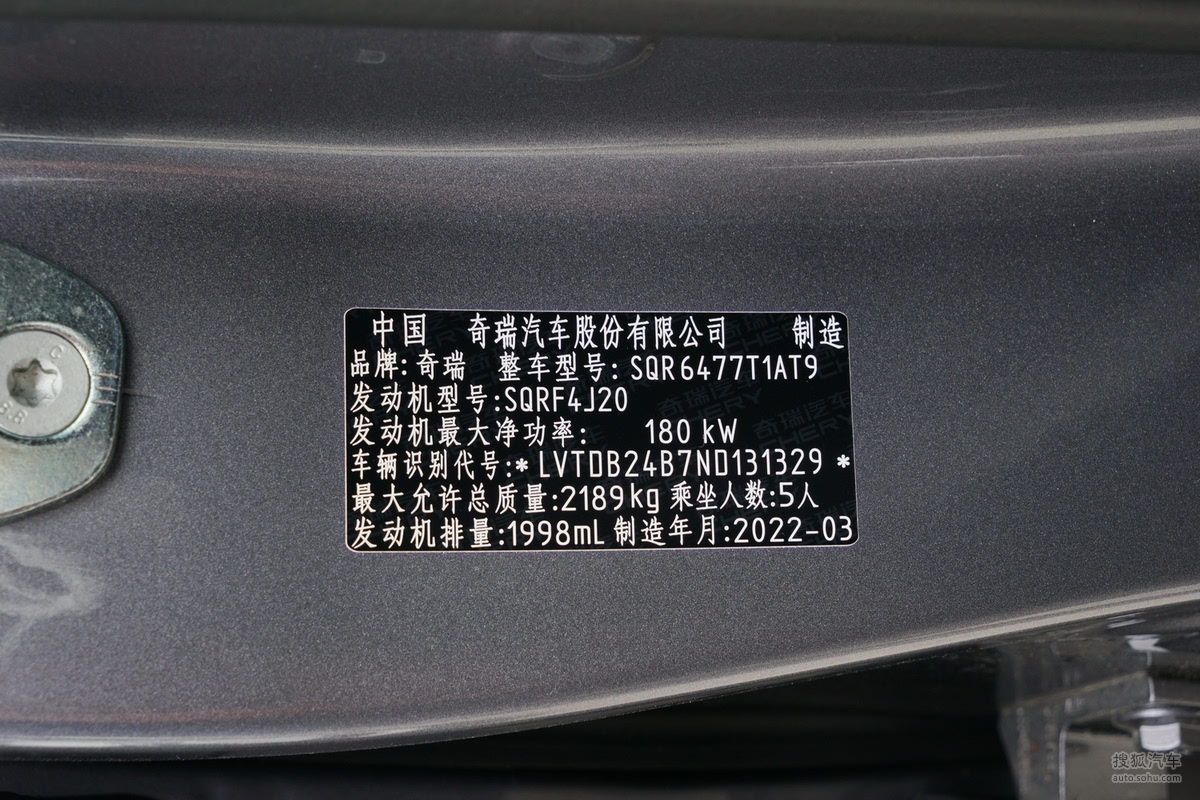 中国 奇瑞汽车股份有限公司 制造
品牌:奇瑞 整车型号:SQR6477T1AT9
发动机型号:SQRF4J20
发动机最大净功率: 180 kW
车辆识别代号:*LVTDB24B7ND131329*
最大允许总质量:2189kg 乘坐人数:5人
发动机排量:1998mL 制造年月:2022-03
搜狐汽车
auto.sohu.com